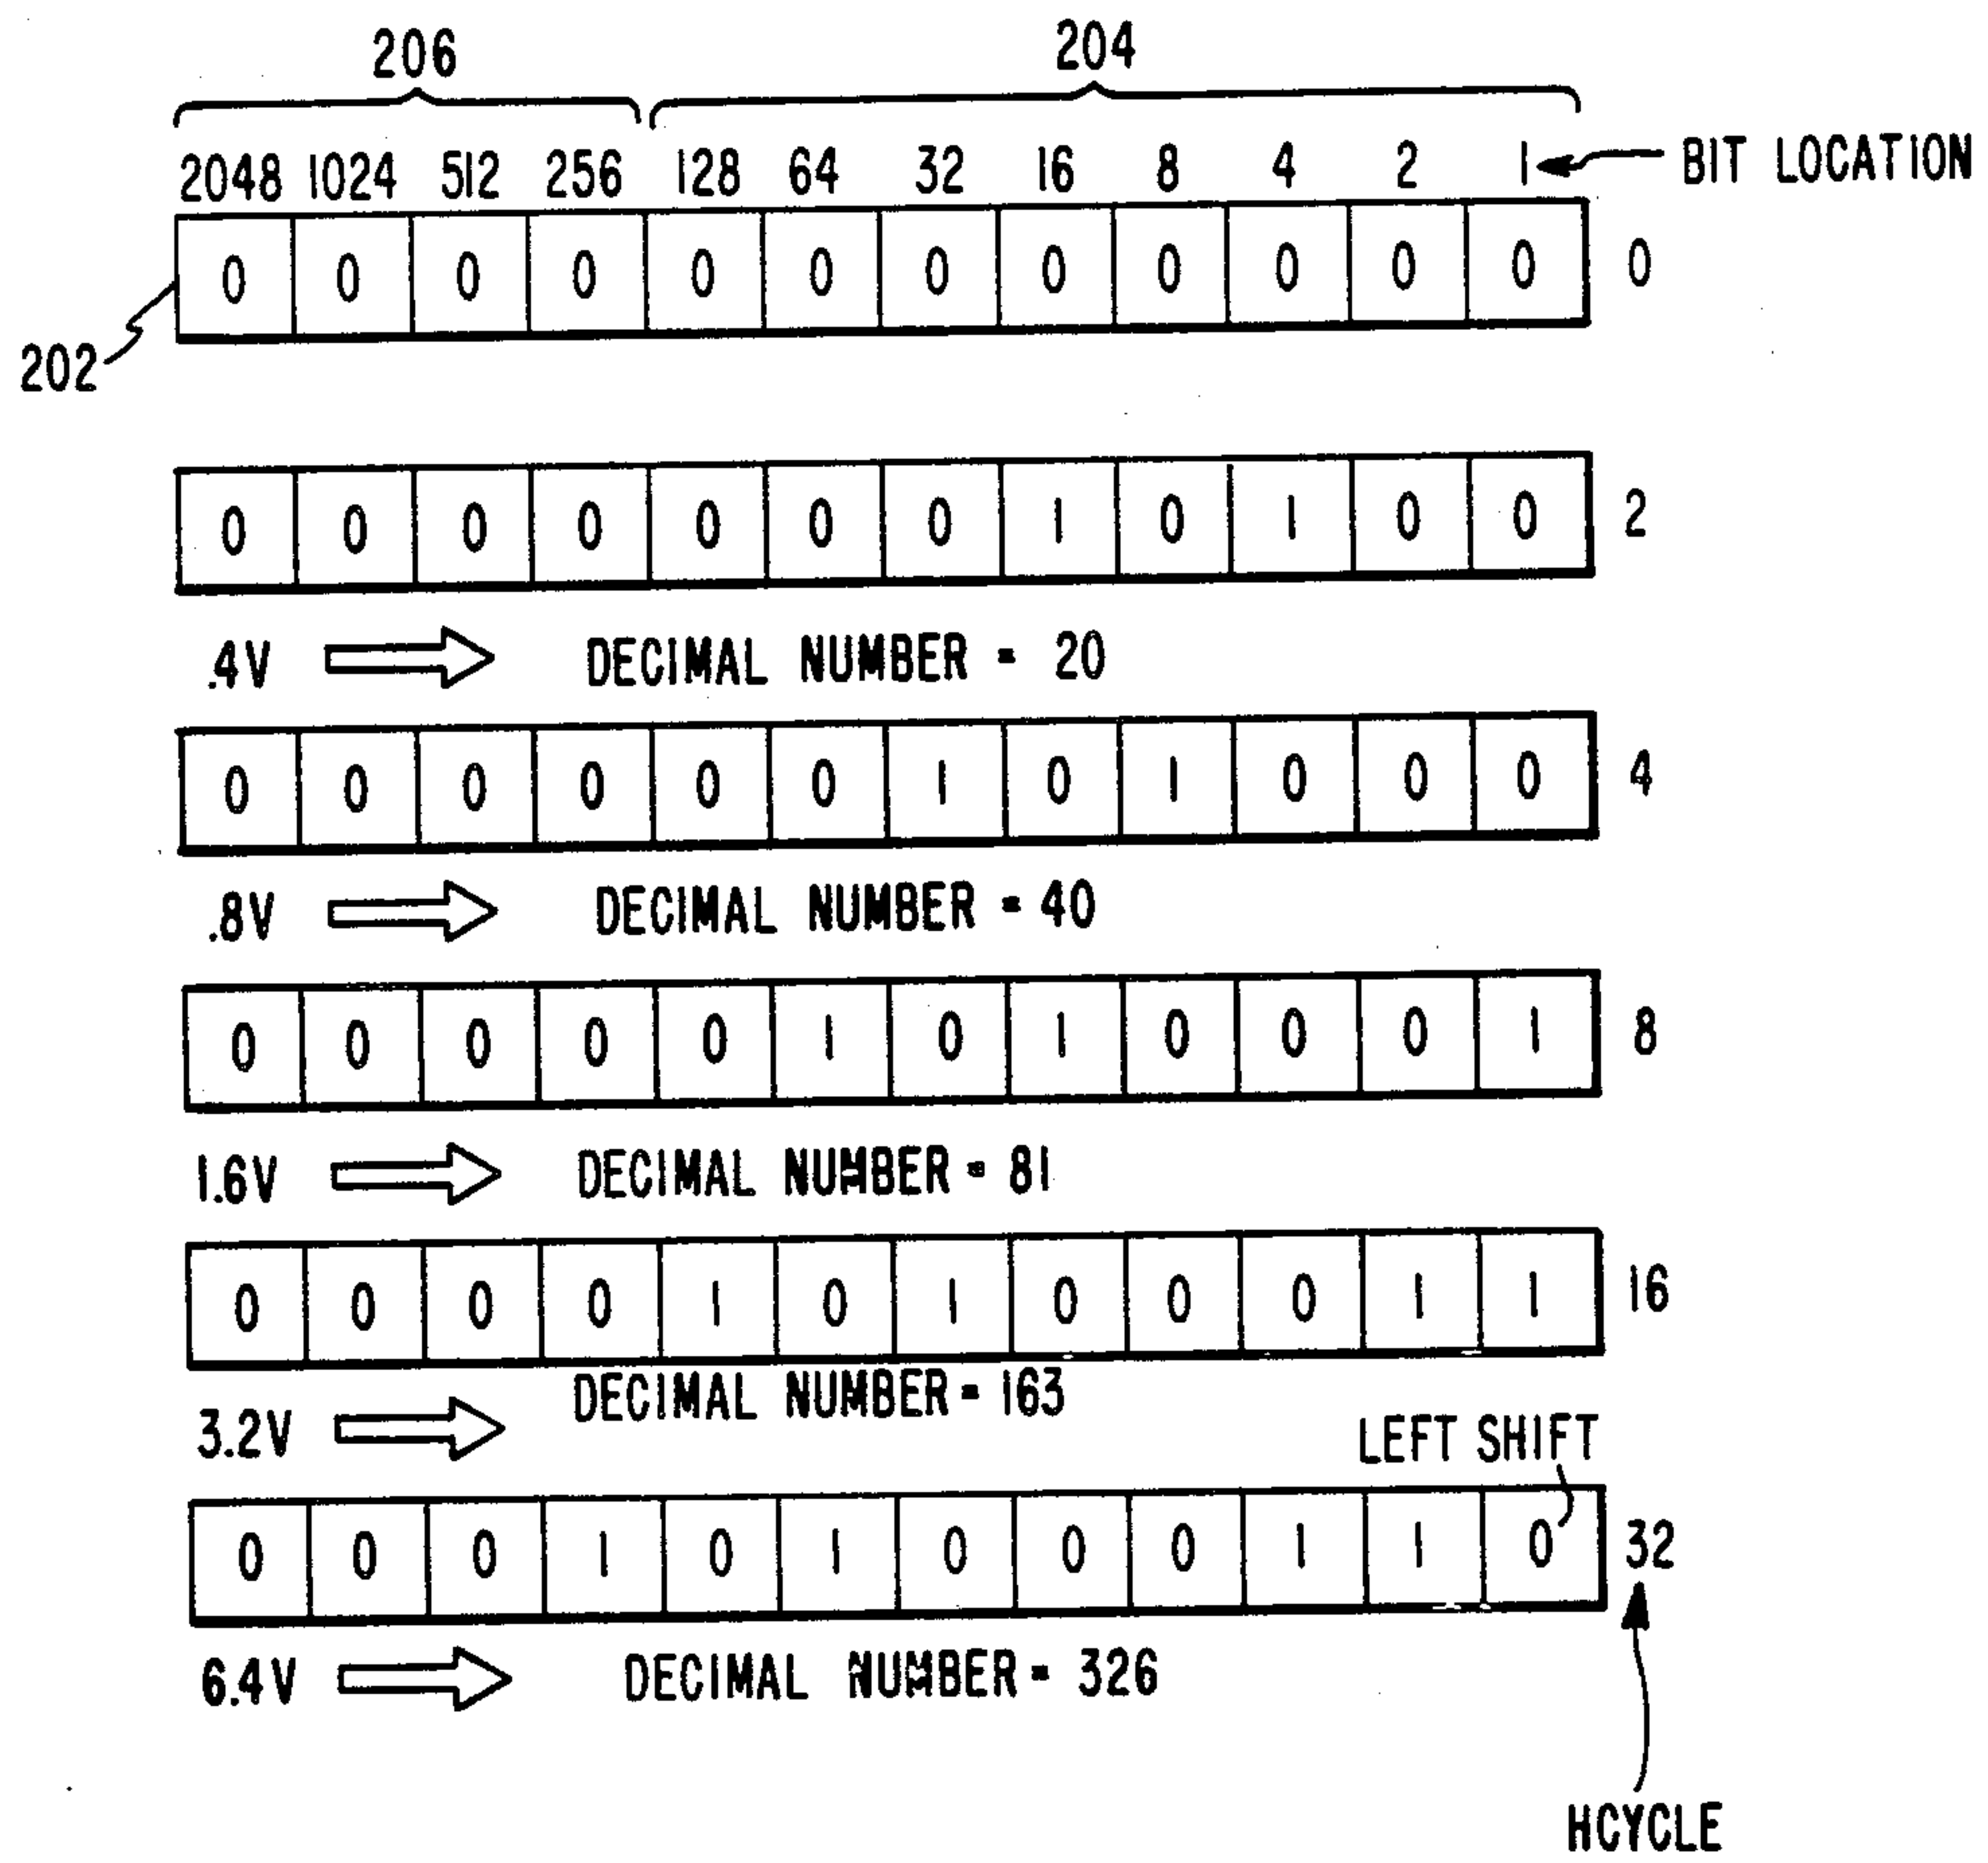 206 204
2048 1024 512 256 128 64 32 16 8 4 2 1 BIT LOCATION
0 0 0 0 0 0 0 0 0 0 0 0 0
202
0 0 0 0 0 0 0 1 0 1 0 0 2
.4V DECIMAL NUMBER = 20
0 0 0 0 0 0 1 0 1 0 0 0 4
.8V DECIMAL NUMBER = 40
0 0 0 0 0 1 0 1 0 0 0 1 8
1.6V DECIMAL NUMBER = 81
0 0 0 0 1 0 1 0 0 0 1 1 16
3.2V DECIMAL NUMBER = 163
LEFT SHIFT
0 0 0 1 0 1 0 0 0 1 1 0 32
6.4V DECIMAL NUMBER = 326
HCYCLE